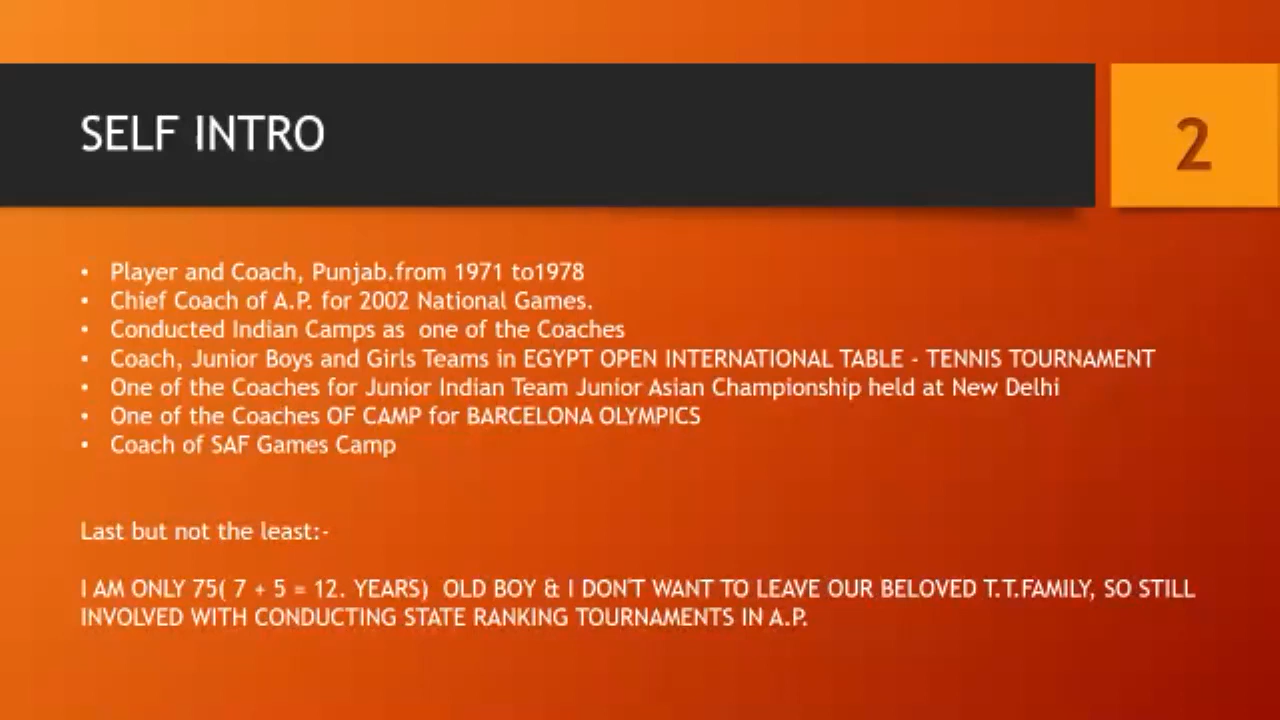 SELF INTRO
2
• Player and Coach, Punjab.from 1971 to1978
• Chief Coach of A.P. for 2002 National Games.
• Conducted Indian Camps as  one of the Coaches
• Coach, Junior Boys and Girls Teams in EGYPT OPEN INTERNATIONAL TABLE - TENNIS TOURNAMENT
• One of the Coaches for Junior Indian Team Junior Asian Championship held at New Delhi
• One of the Coaches OF CAMP for BARCELONA OLYMPICS
• Coach of SAF Games Camp
Last but not the least:-
I AM ONLY 75( 7 + 5 = 12. YEARS)  OLD BOY & I DON'T WANT TO LEAVE OUR BELOVED T.T.FAMILY, SO STILL
INVOLVED WITH CONDUCTING STATE RANKING TOURNAMENTS IN A.P.